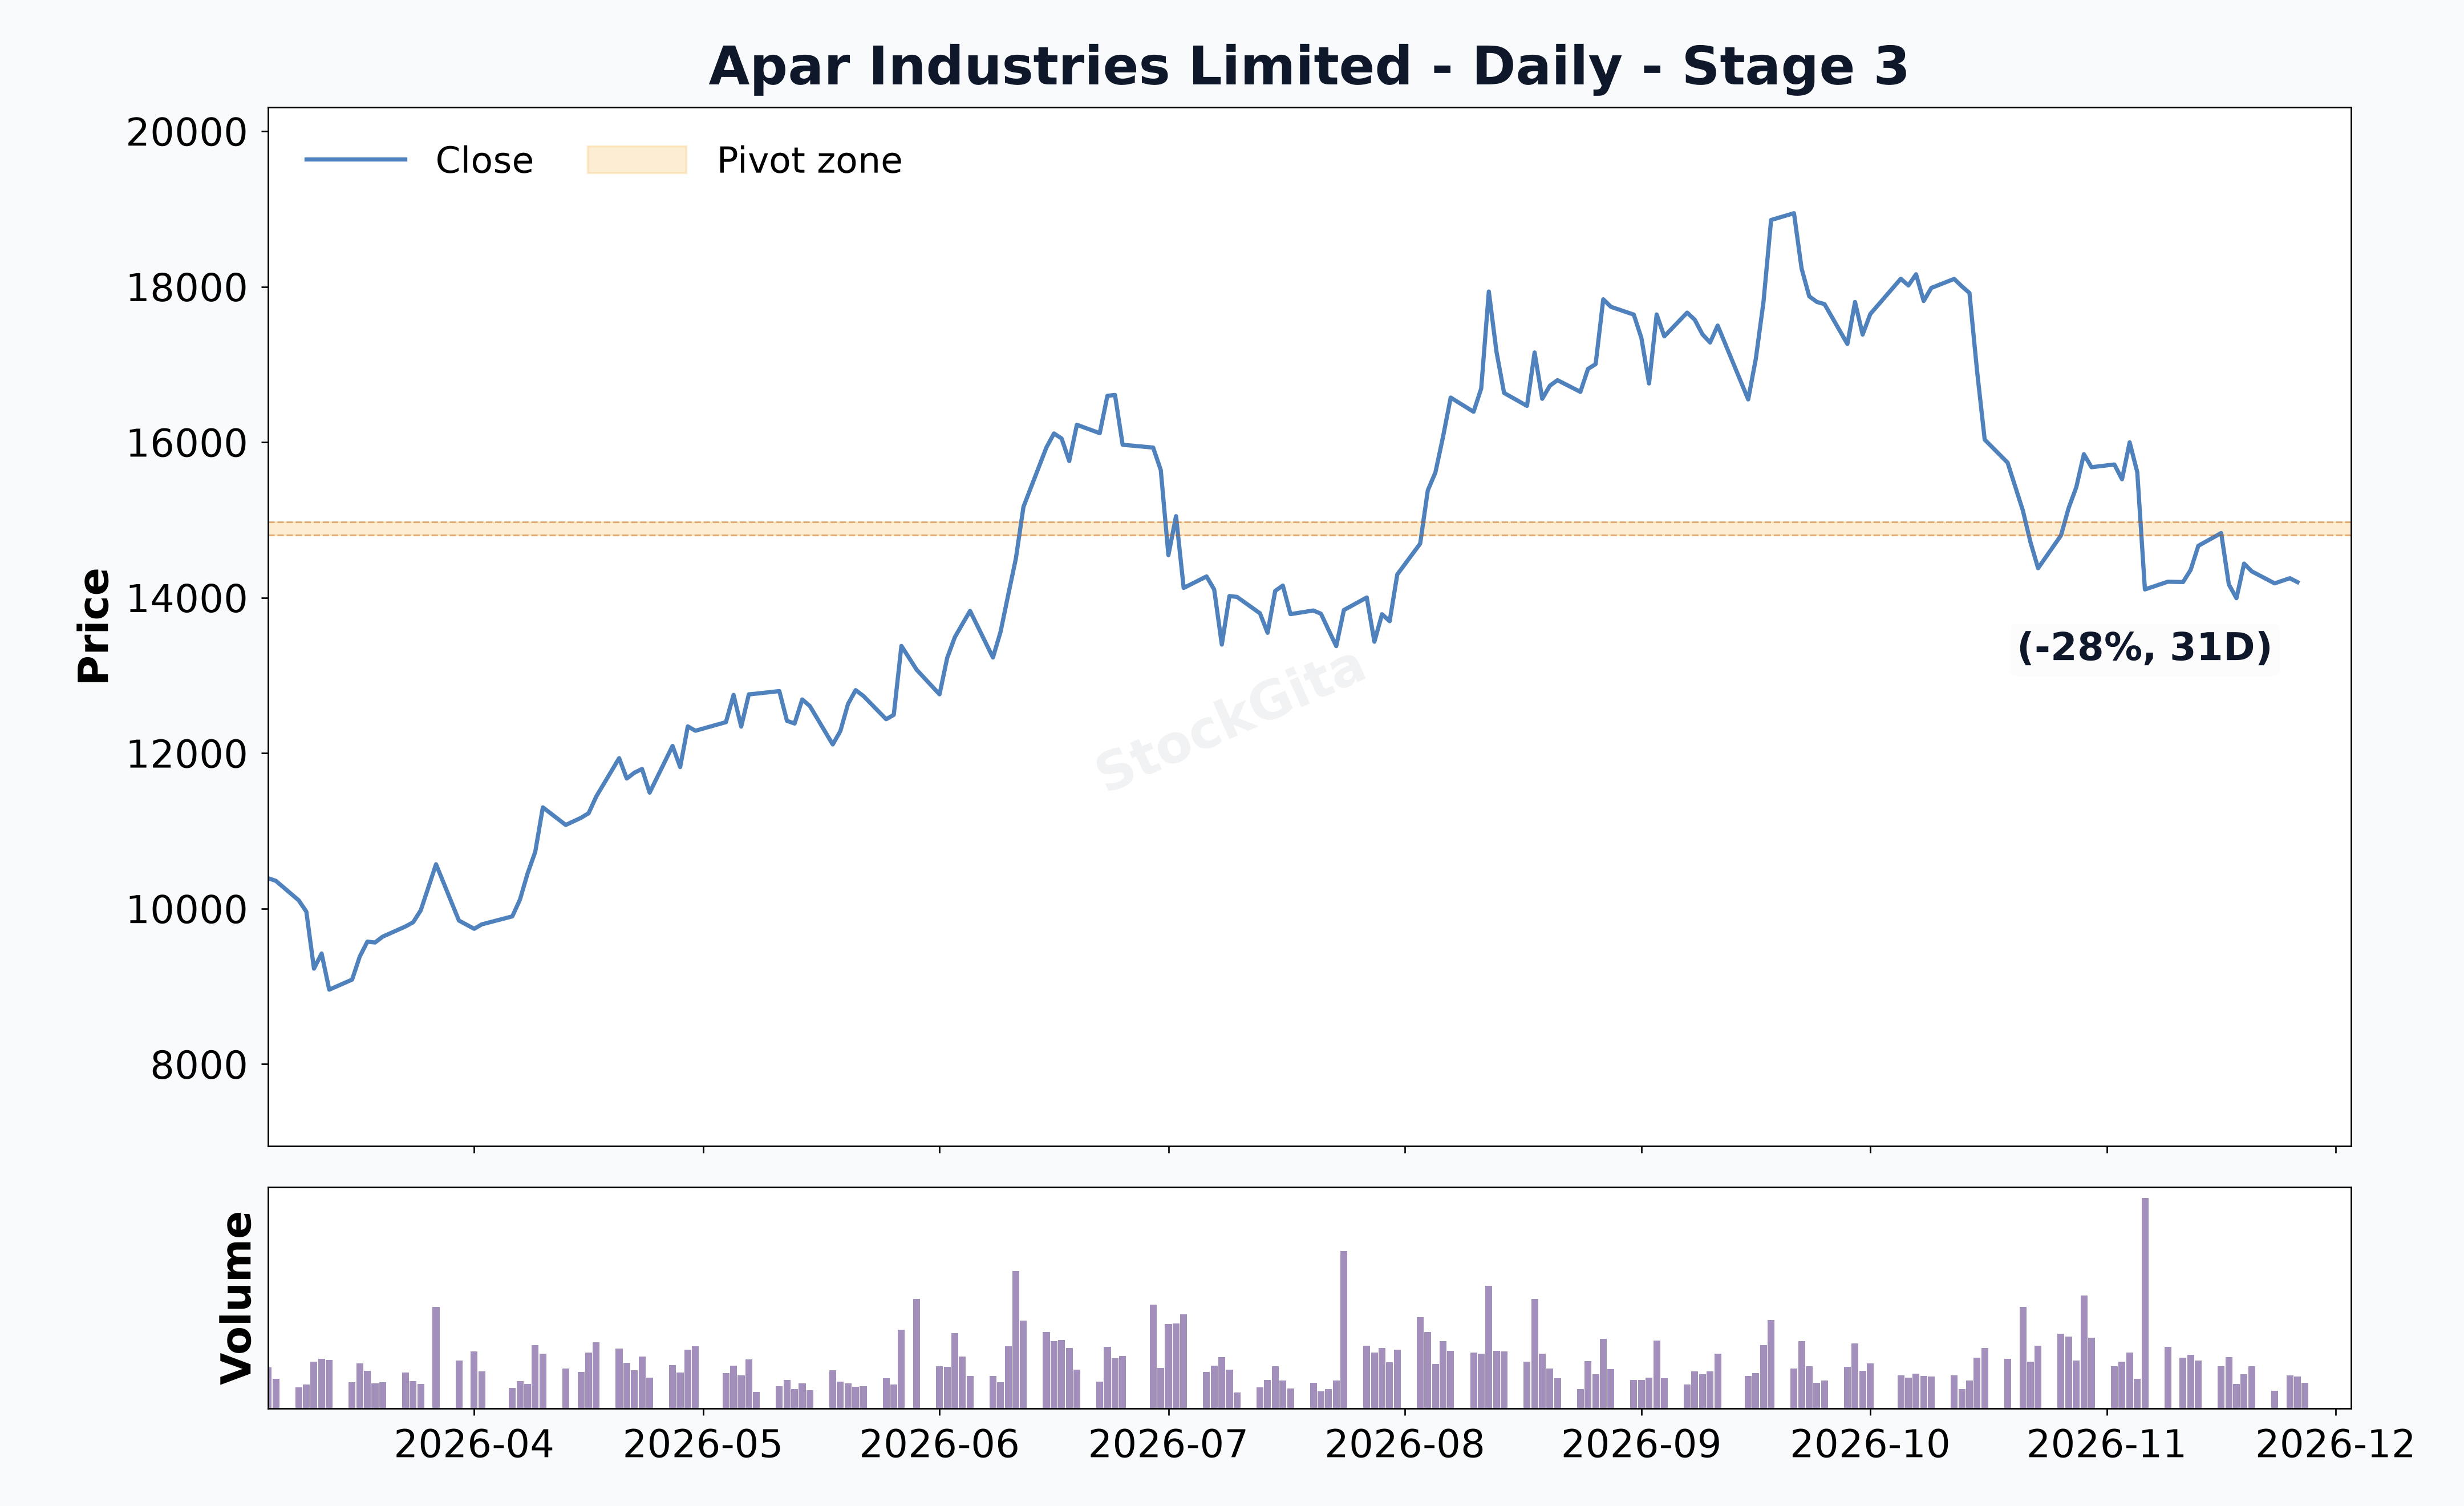 Apar Industries Limited - Daily - Stage 3
Close
Pivot zone
20000
18000
16000
14000
12000
10000
8000
Price
(-28%, 31D)
StockGita
Volume
2026-04
2026-05
2026-06
2026-07
2026-08
2026-09
2026-10
2026-11
2026-12